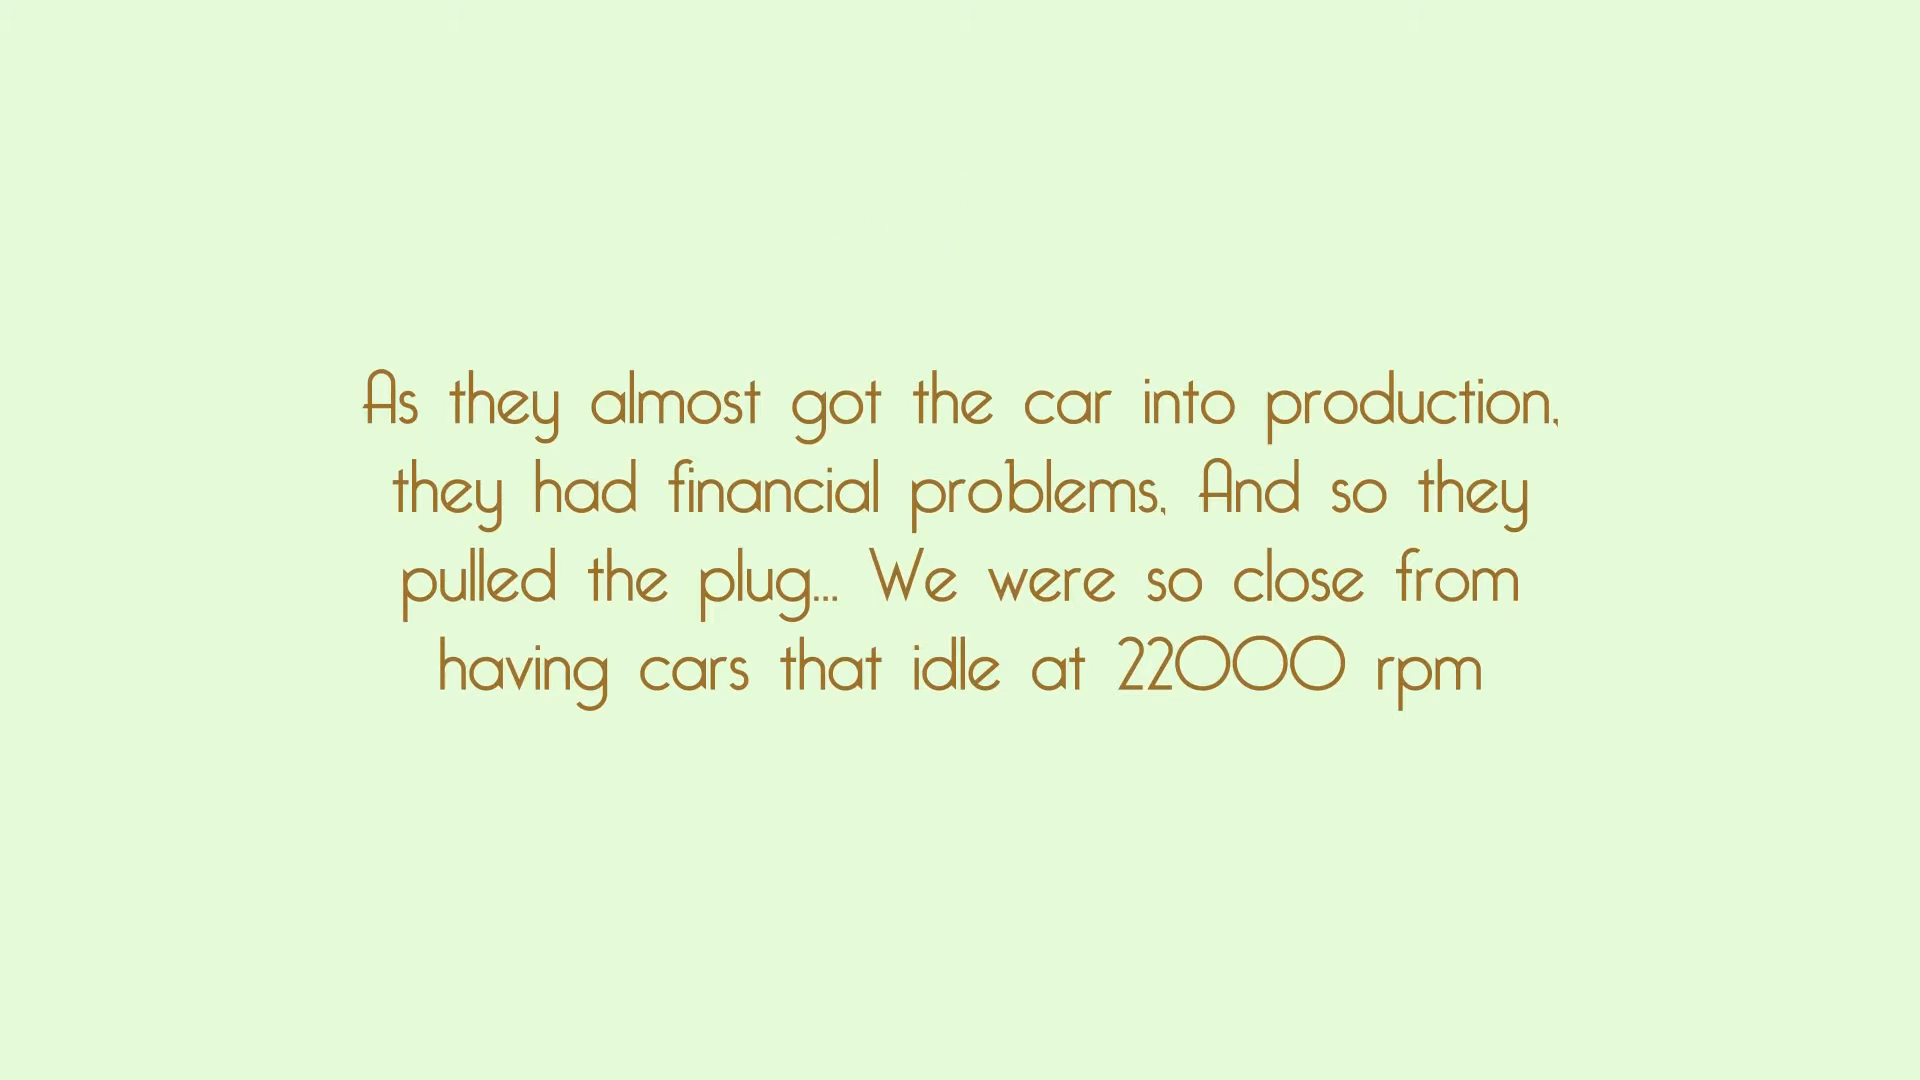 As they almost got the car into production,
they had financial problems, And so they
pulled the plug... We were so close from
having cars that idle at 22000 rpm